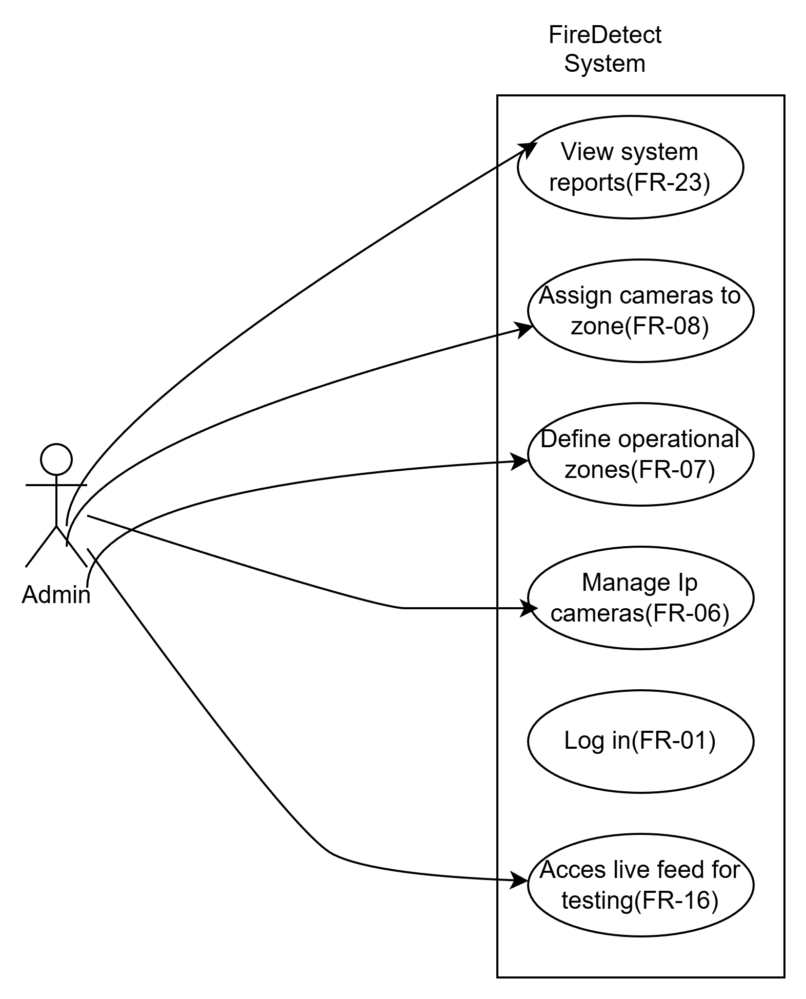 FireDetect
System
View system
reports(FR-23)
Assign cameras to
zone(FR-08)
Define operational
zones(FR-07)
Admin
Manage Ip
cameras(FR-06)
Log in(FR-01)
Acces live feed for
testing(FR-16)